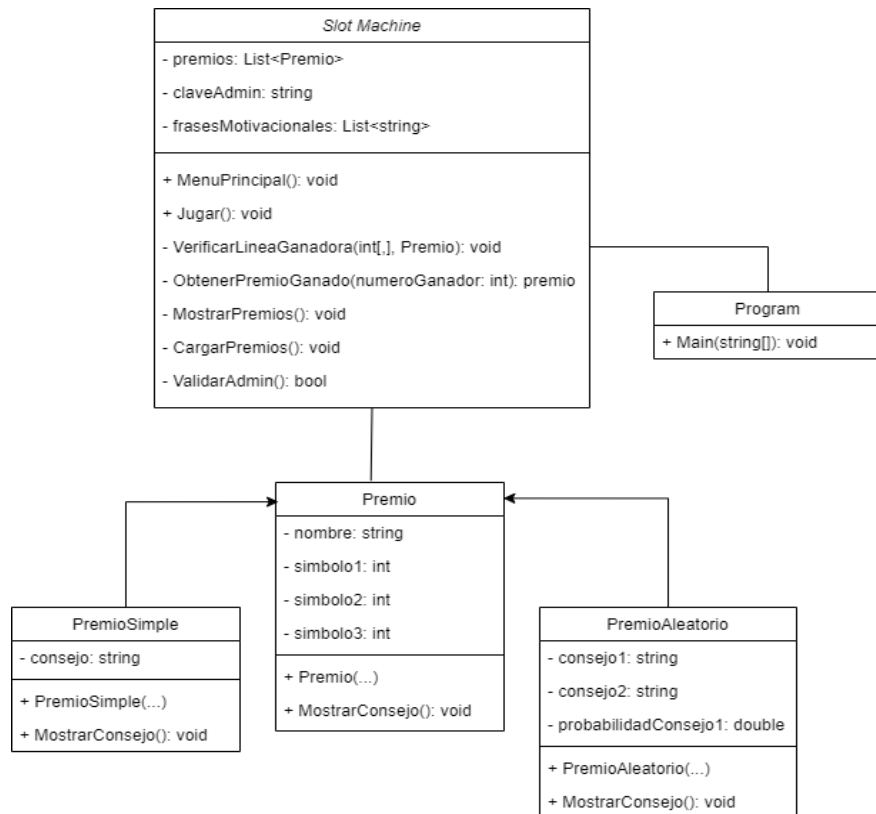 Slot Machine
- premios: List<Premio>
- claveAdmin: string
- frasesMotivacionales: List<string>
+ MenuPrincipal(): void
+ Jugar(): void
- VerificarLineaGanadora(int[,], Premio): void
- ObtenerPremioGanado(numeroGanador: int): premio
- MostrarPremios(): void
- CargarPremios(): void
- ValidarAdmin(): bool
Program
+ Main(string[]): void
Premio
- nombre: string
- simbolo1: int
- simbolo2: int
- simbolo3: int
+ Premio(...)
+ MostrarConsejo(): void
PremioSimple
- consejo: string
+ PremioSimple(...)
+ MostrarConsejo(): void
PremioAleatorio
- consejo1: string
- consejo2: string
- probabilidadConsejo1: double
+ PremioAleatorio(...)
+ MostrarConsejo(): void